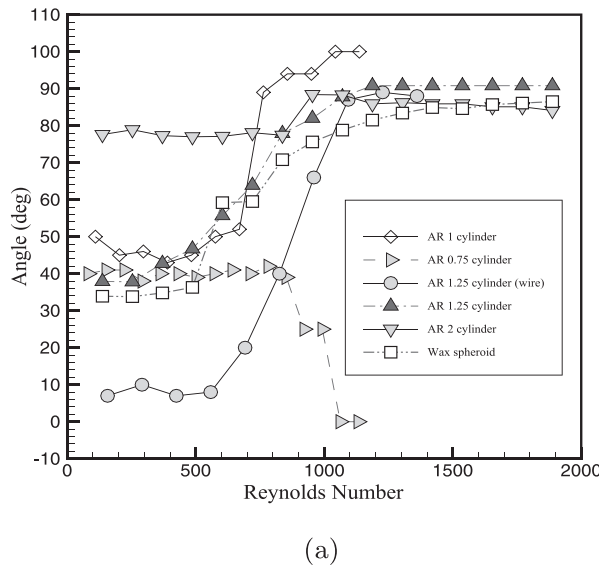 110
100
90
80
70
60
50
40
30
20
10
0
-10
Angle (deg)
AR 1 cylinder
AR 0.75 cylinder
AR 1.25 cylinder (wire)
AR 1.25 cylinder
AR 2 cylinder
Wax spheroid
0 500 1000 1500 2000
Reynolds Number
(a)